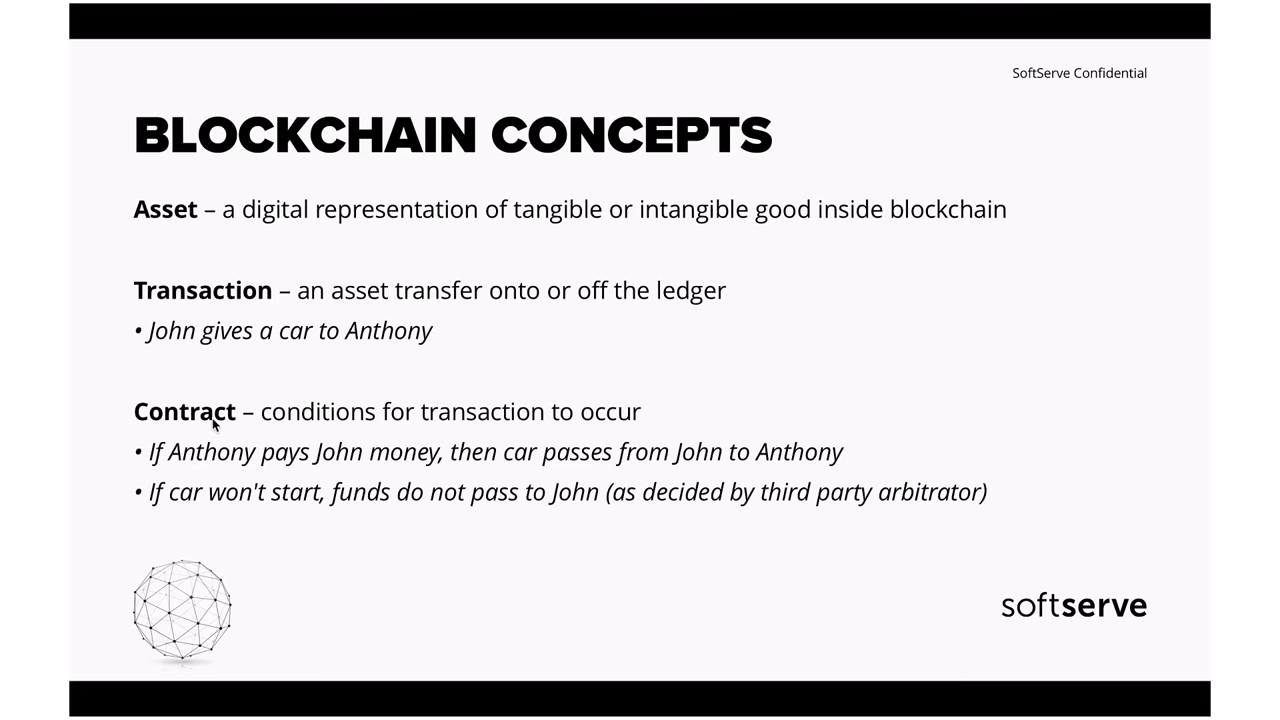 SoftServe Confidential
BLOCKCHAIN CONCEPTS
Asset – a digital representation of tangible or intangible good inside blockchain
Transaction – an asset transfer onto or off the ledger
• John gives a car to Anthony
Contract – conditions for transaction to occur
• If Anthony pays John money, then car passes from John to Anthony
• If car won't start, funds do not pass to John (as decided by third party arbitrator)
softserve